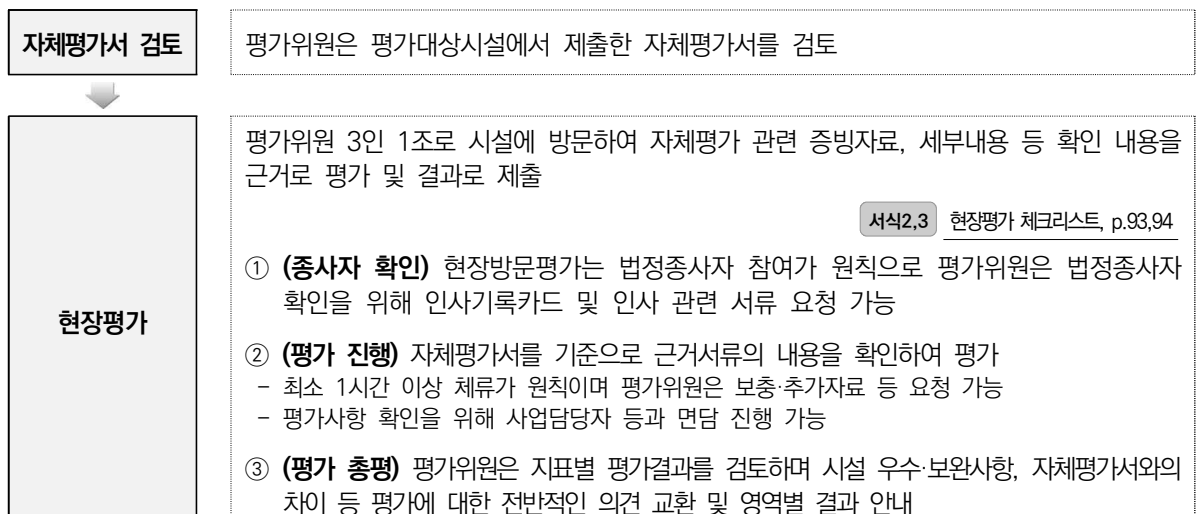 자체평가서 검토
평가위원은 평가대상시설에서 제출한 자체평가서를 검토
현장평가
평가위원 3인 1조로 시설에 방문하여 자체평가 관련 증빙자료, 세부내용 등 확인 내용을
근거로 평가 및 결과로 제출
서식2,3 현장평가 체크리스트, p.93,94
① (종사자 확인) 현장방문평가는 법정종사자 참여가 원칙으로 평가위원은 법정종사자
확인을 위해 인사기록카드 및 인사 관련 서류 요청 가능
② (평가 진행) 자체평가서를 기준으로 근거서류의 내용을 확인하여 평가
- 최소 1시간 이상 체류가 원칙이며 평가위원은 보충·추가자료 등 요청 가능
- 평가사항 확인을 위해 사업담당자 등과 면담 진행 가능
③ (평가 총평) 평가위원은 지표별 평가결과를 검토하며 시설 우수·보완사항, 자체평가서와의
차이 등 평가에 대한 전반적인 의견 교환 및 영역별 결과 안내